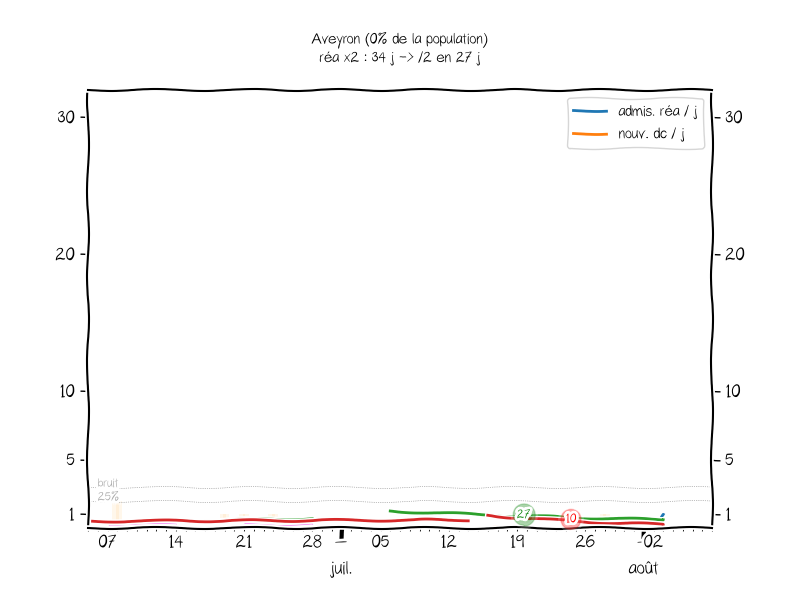 Aveyron (0% de la population)
réa x2 : 34 j -> /2 en 27 j
admis. réa / j
nouv. dc / j
30
30
20
20
10
10
5
5
bruit
25%
1
1
27
10
07 14 21 28 05 12 19 26 02
juil. août